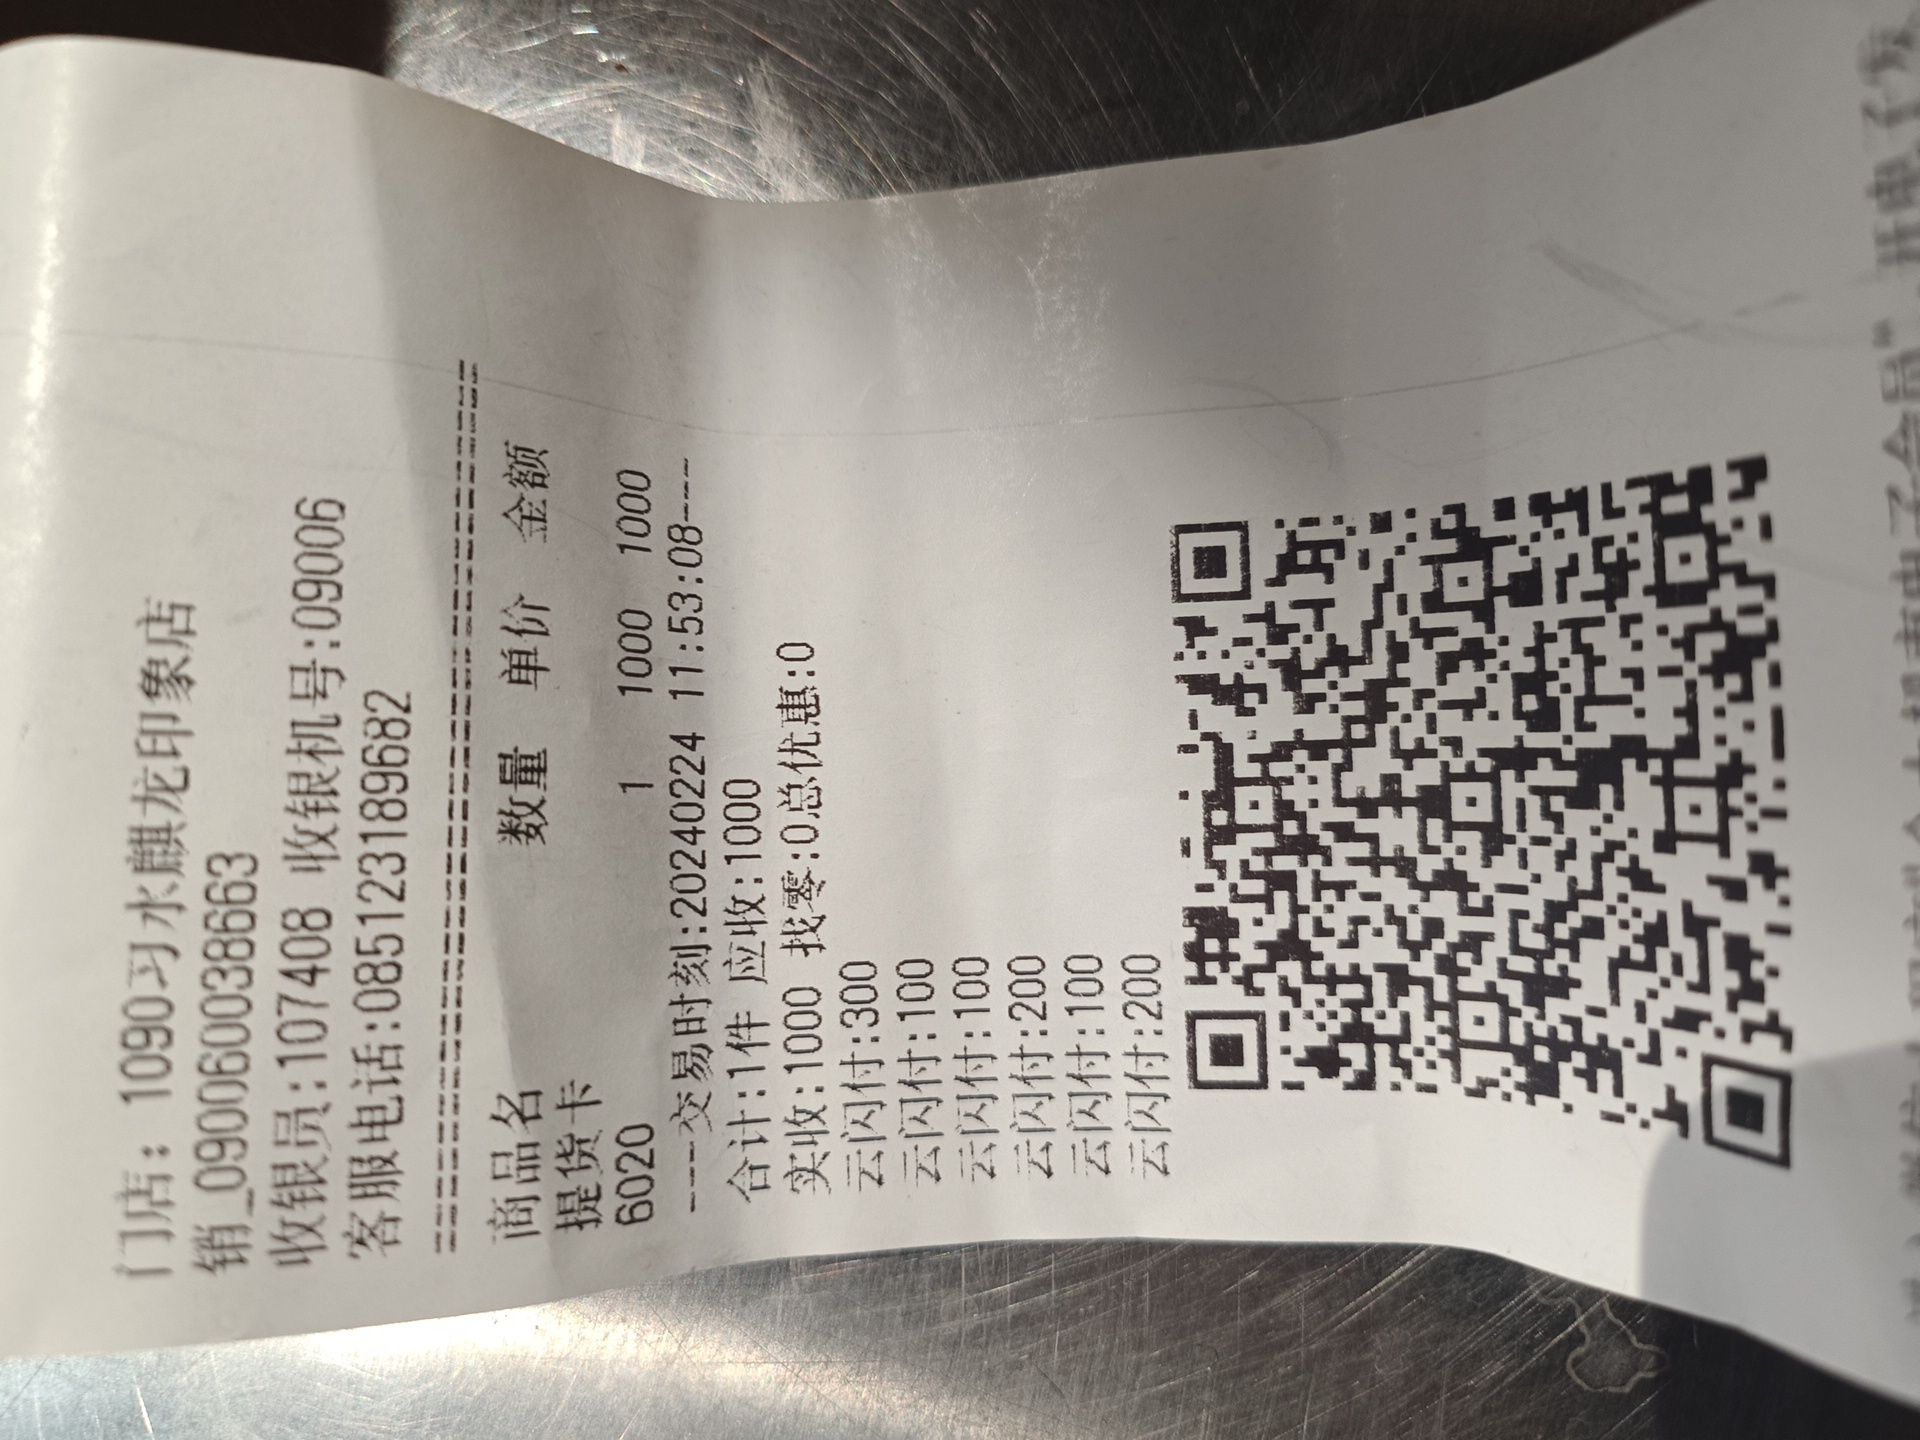 门店: 1090习水麒龙印象店
销_090060038663
收银员:107408 收银机号:09006
客服电话:085123189682
商品名 数量 单价 金额
提货卡
6020 1 1000 1000
---交易时刻:20240224 11:53:08---
合计:1件 应收:1000
实收:1000 找零:0总优惠:0
云闪付:300
云闪付:100
云闪付:100
云闪付:200
云闪付:100
云闪付:200